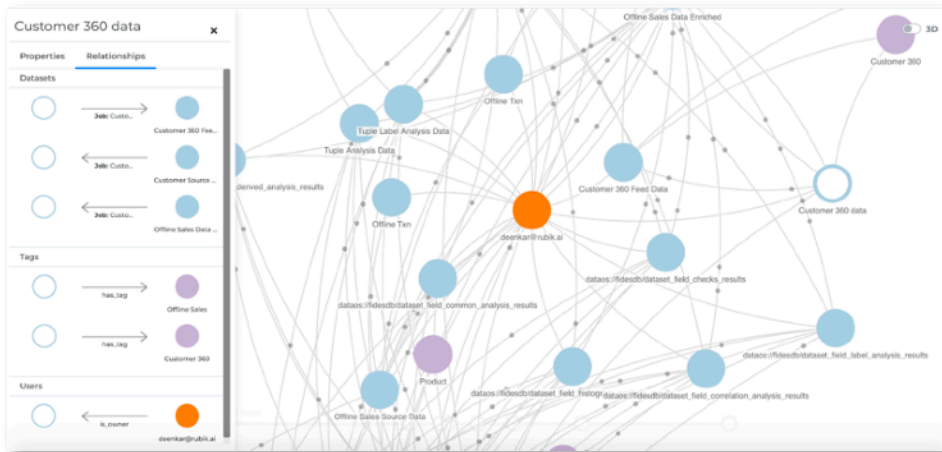 Customer 360 data
x
Properties Relationships
Datasets
Job: Custo...
Customer 360 Fee...
Job: Custo...
Customer Source ...
Job: Custo...
Offline Sales Data ...
Tags
has_tag
Offline Sales
has_tag
Customer 360
Users
is_owner
deenkar@rubik.ai
Offline Sales Data Enriched
3D
Customer 360
Offline Txn
Tuple Label Analysis Data
Tuple Analysis Data
derived_analysis_results
Customer 360 Feed Data
Customer 360 data
Offline Txn
deenkar@rubik.ai
dataos://fidesdb/dataset_field_checks_results
dataos://fidesdb/dataset_field_common_analysis_results
dataos://fidesdb/dataset_field_label_analysis_results
Product
dataos://fidesdb/dataset_field_histogr
dataos://fidesdb/dataset_field_correlation_analysis_results
Offline Sales Source Data